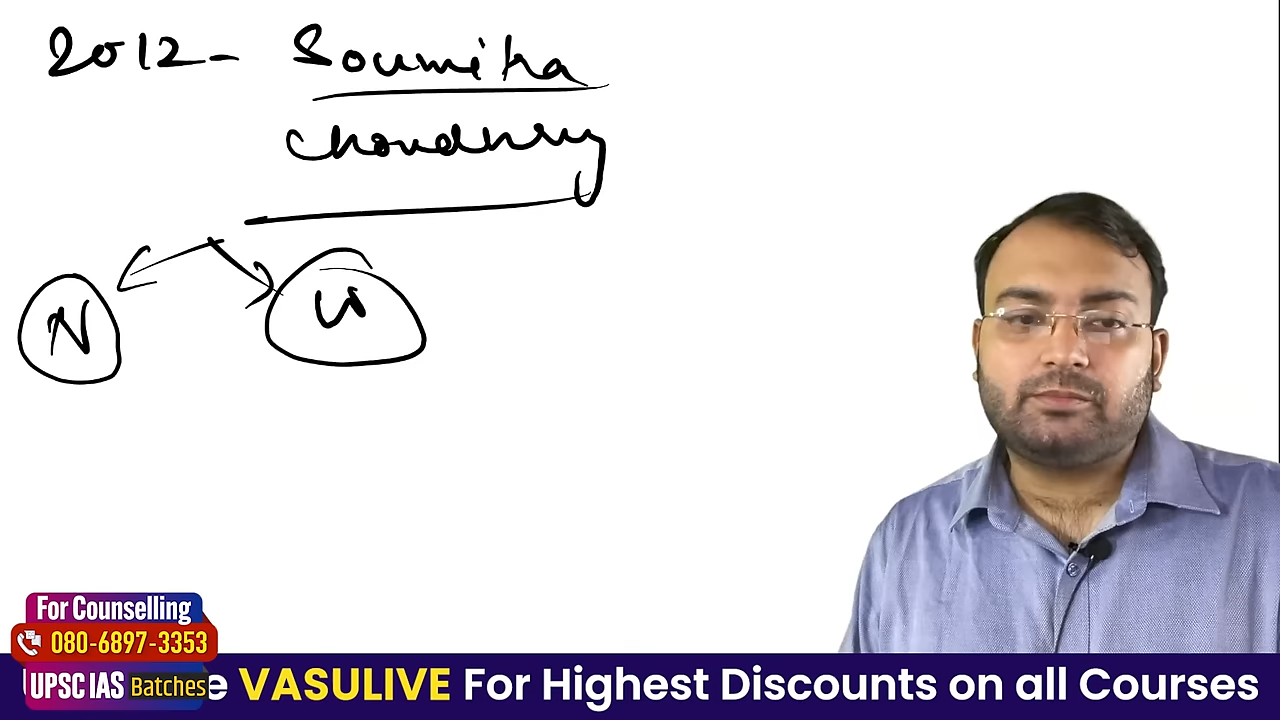 2012 - Soumitra
Choudhury
N
For Counselling
080-6897-3353
UPSC IAS Batches
e VASULIVE For Highest Discounts on all Courses